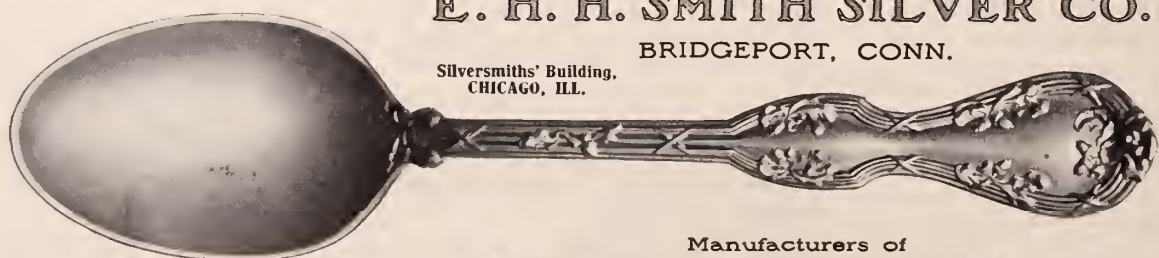 E. H. H. SMITH SILVER CO.
BRIDGEPORT, CONN.
Silversmiths' Building,
CHICAGO, ILL.
Manufacturers of